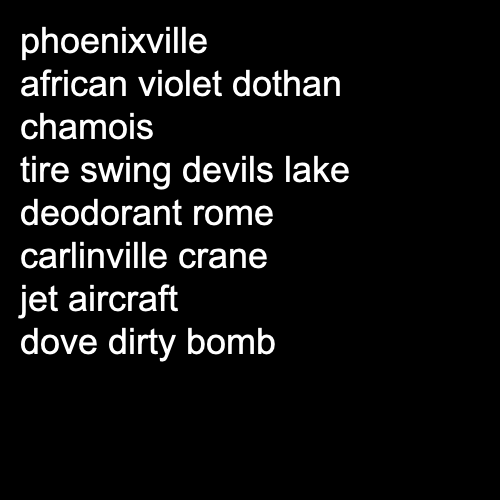 phoenixville
african violet dothan
chamois
tire swing devils lake
deodorant rome
carlinville crane
jet aircraft
dove dirty bomb